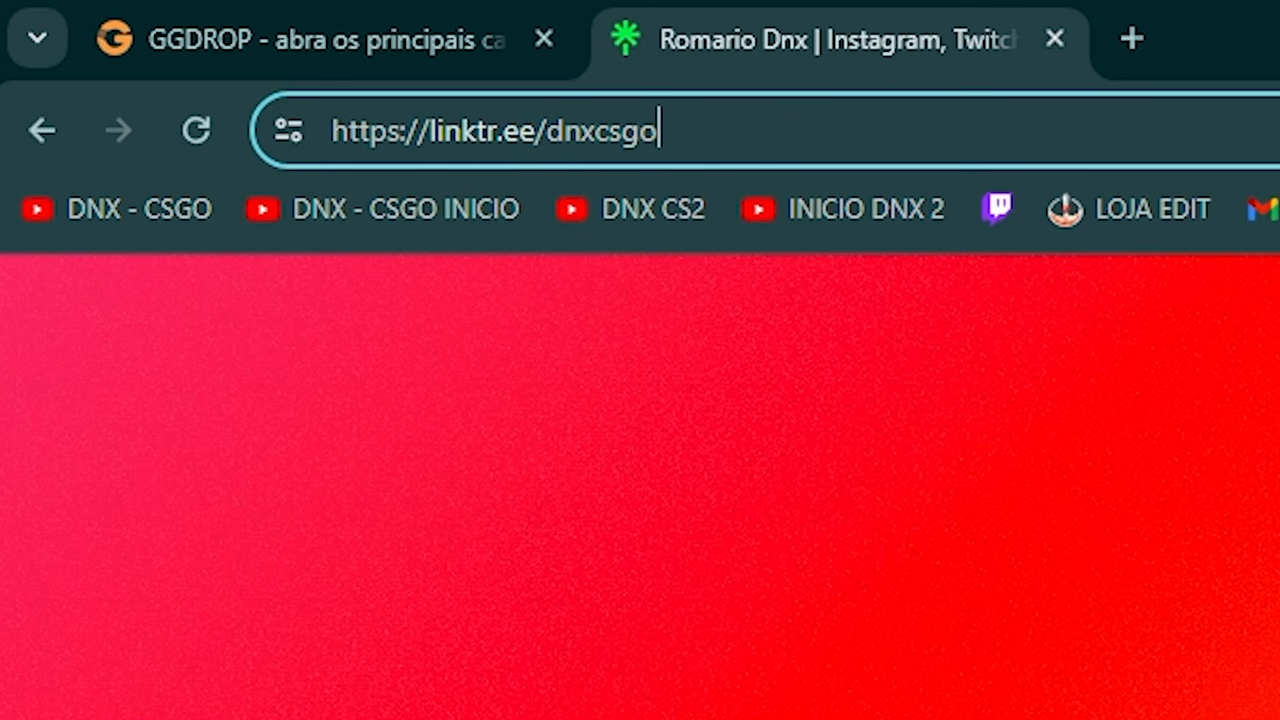 GGDROP - abra os principais ca
Romario Dnx | Instagram, Twitch
https://linktr.ee/dnxcsgo
DNX - CSGO
DNX - CSGO INICIO
DNX CS2
INICIO DNX 2
LOJA EDIT